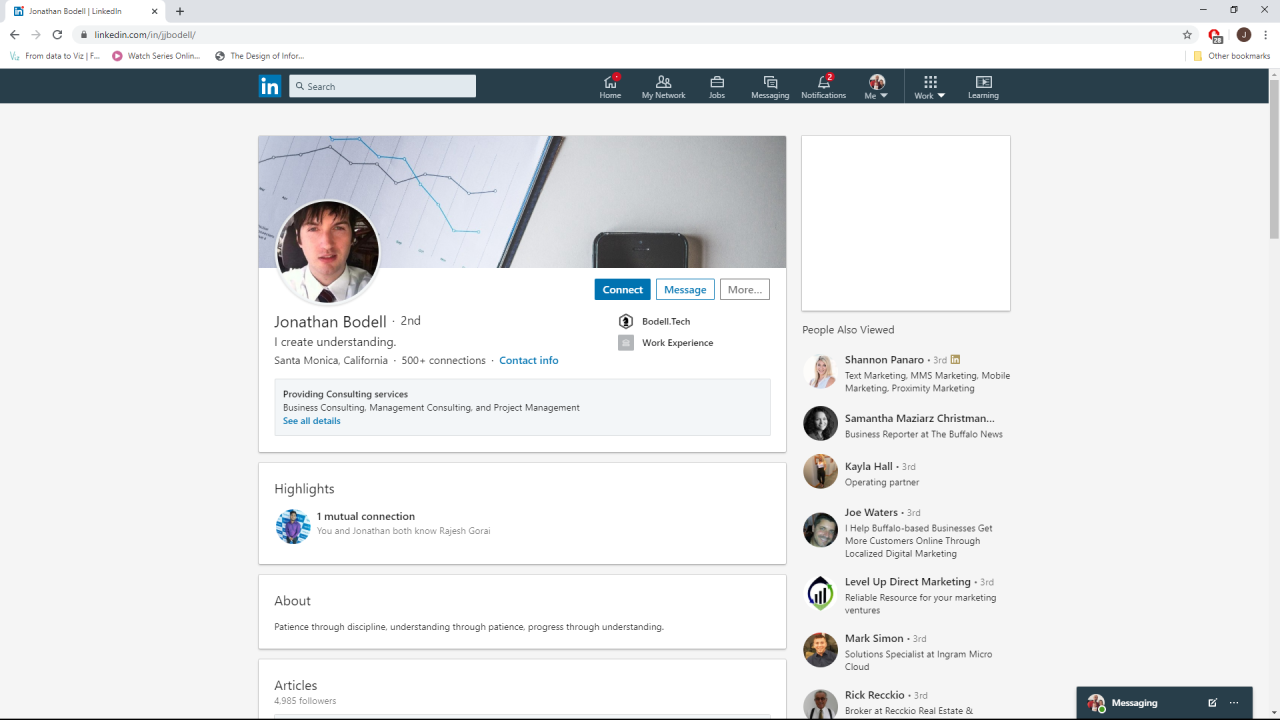 Jonathan Bodell | LinkedIn
linkedin.com/in/jjbodell/
28
J
From data to Viz | F...
Watch Series Onlin...
The Design of Infor...
Other bookmarks
in
Search
Home
My Network
Jobs
Messaging
2
Notifications
Me
Work
Learning
Connect
Message
More...
Jonathan Bodell · 2nd
I create understanding.
Santa Monica, California · 500+ connections · Contact info
Bodell.Tech
Work Experience
Providing Consulting services
Business Consulting, Management Consulting, and Project Management
See all details
Highlights
1 mutual connection
You and Jonathan both know Rajesh Gorai
About
Patience through discipline, understanding through patience, progress through understanding.
Articles
4,985 followers
People Also Viewed
Shannon Panaro • 3rd in
Text Marketing, MMS Marketing, Mobile
Marketing, Proximity Marketing
Samantha Maziarz Christman...
Business Reporter at The Buffalo News
Kayla Hall • 3rd
Operating partner
Joe Waters • 3rd
I Help Buffalo-based Businesses Get
More Customers Online Through
Localized Digital Marketing
Level Up Direct Marketing • 3rd
Reliable Resource for your marketing
ventures
Mark Simon • 3rd
Solutions Specialist at Ingram Micro
Cloud
Rick Recckio • 3rd
Broker at Recckio Real Estate &
Messaging